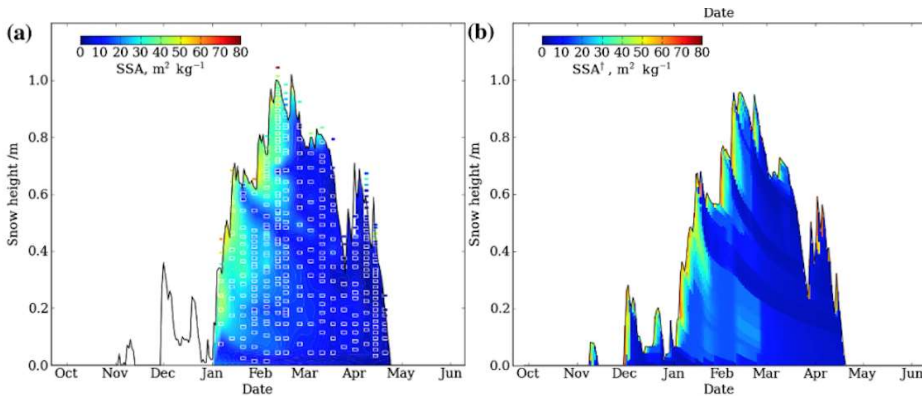 Date
(a)
0 10 20 30 40 50 60 70 80
SSA, m² kg⁻¹
Snow height /m
1.0
0.8
0.6
0.4
0.2
0.0
Oct Nov Dec Jan Feb Mar Apr May Jun
Date
(b)
0 10 20 30 40 50 60 70 80
SSA†, m² kg⁻¹
Snow height /m
1.0
0.8
0.6
0.4
0.2
0.0
Oct Nov Dec Jan Feb Mar Apr May Jun
Date